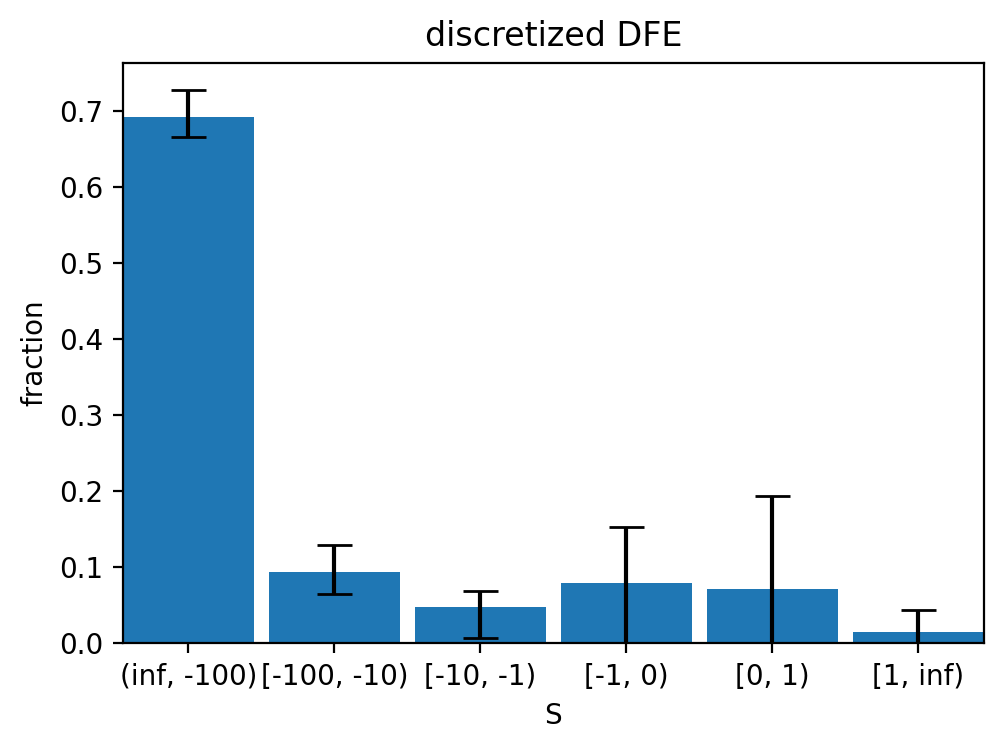 discretized DFE
fraction
0.7
0.6
0.5
0.4
0.3
0.2
0.1
0.0
(inf, -100) [-100, -10) [-10, -1) [-1, 0) [0, 1) [1, inf)
S